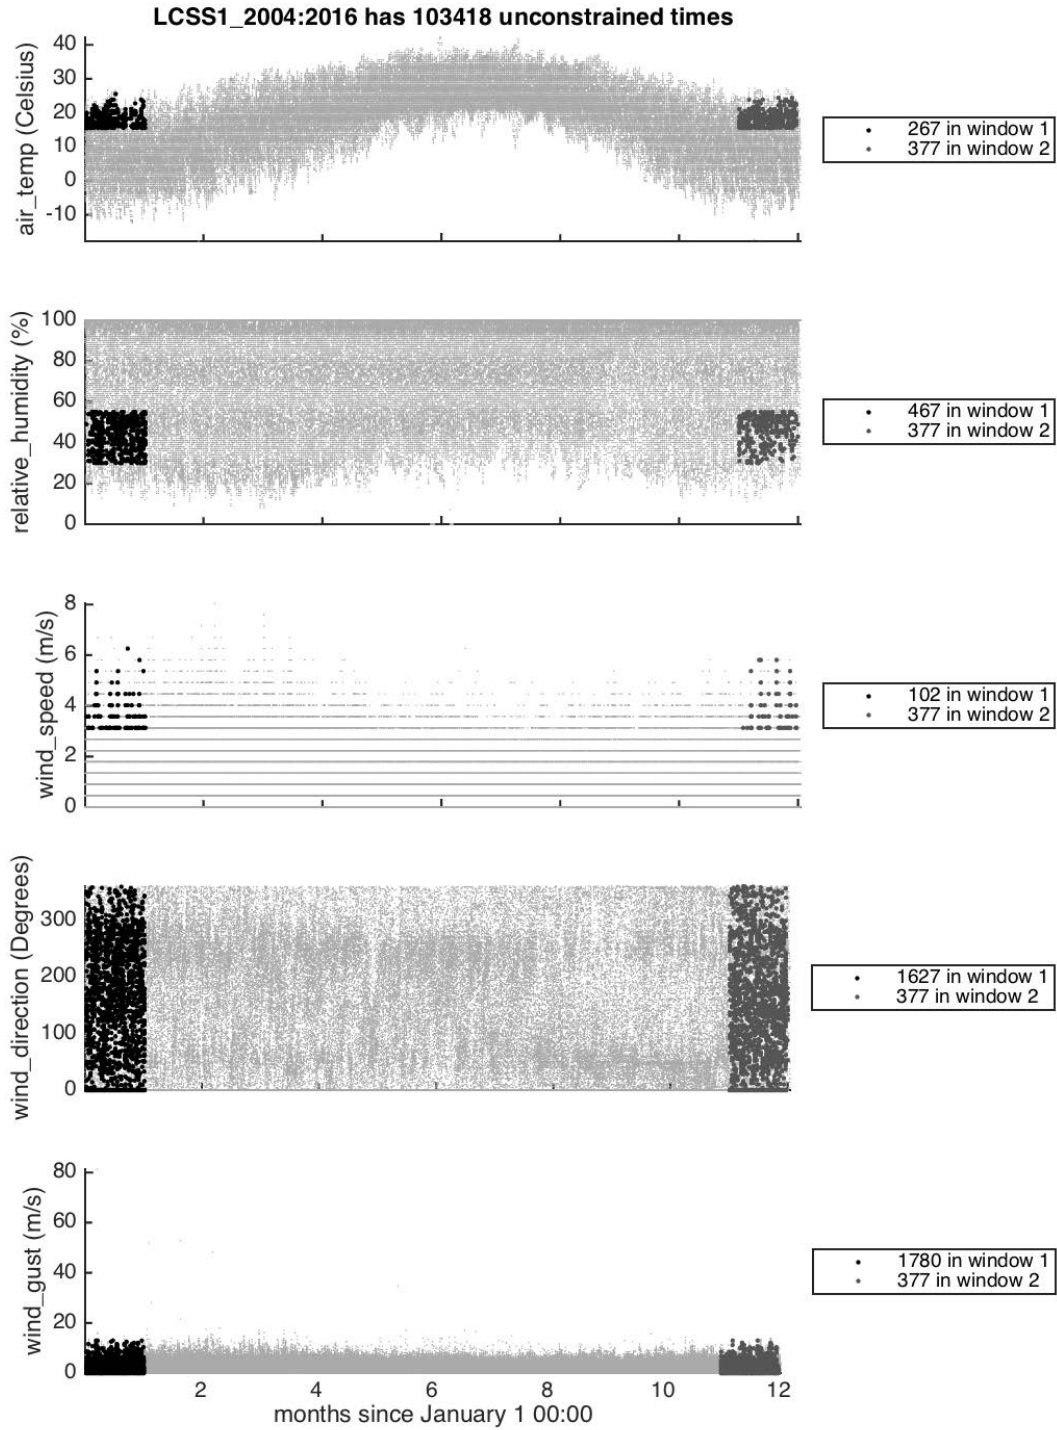 LCSS1_2004:2016 has 103418 unconstrained times
air_temp (Celsius)
40
30
20
10
0
-10
267 in window 1
377 in window 2
relative_humidity (%)
100
80
60
40
20
0
467 in window 1
377 in window 2
wind_speed (m/s)
8
6
4
2
0
102 in window 1
377 in window 2
wind_direction (Degrees)
300
200
100
0
1627 in window 1
377 in window 2
wind_gust (m/s)
80
60
40
20
0
1780 in window 1
377 in window 2
2 4 6 8 10 12
months since January 1 00:00